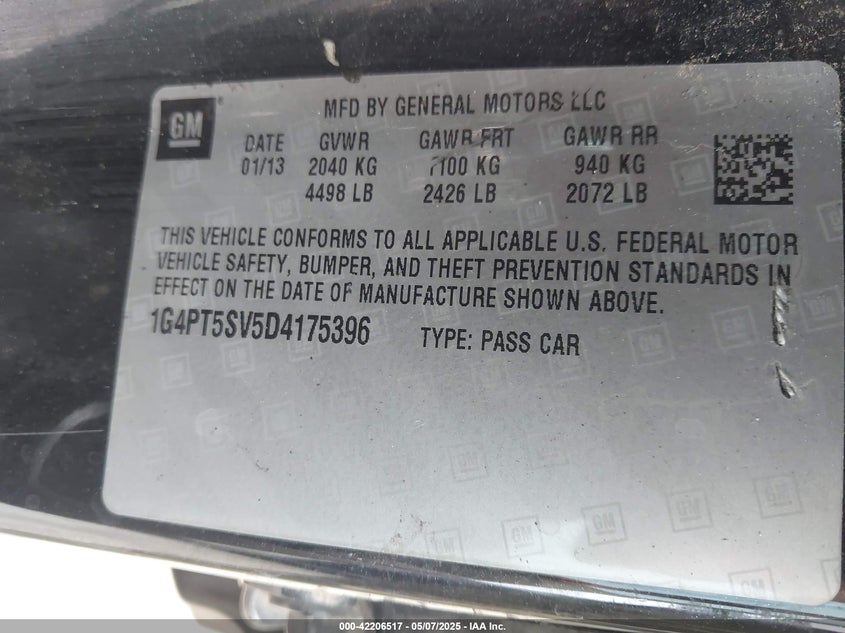 GM ®
MFD BY GENERAL MOTORS LLC
DATE GVWR GAWR FRT GAWR RR
01/13 2040 KG 1100 KG 940 KG
4498 LB 2426 LB 2072 LB
THIS VEHICLE CONFORMS TO ALL APPLICABLE U.S. FEDERAL MOTOR
VEHICLE SAFETY, BUMPER, AND THEFT PREVENTION STANDARDS IN
EFFECT ON THE DATE OF MANUFACTURE SHOWN ABOVE.
1G4PT5SV5D4175396 TYPE: PASS CAR
000-42206517 - 05/07/2025 - IAA Inc.